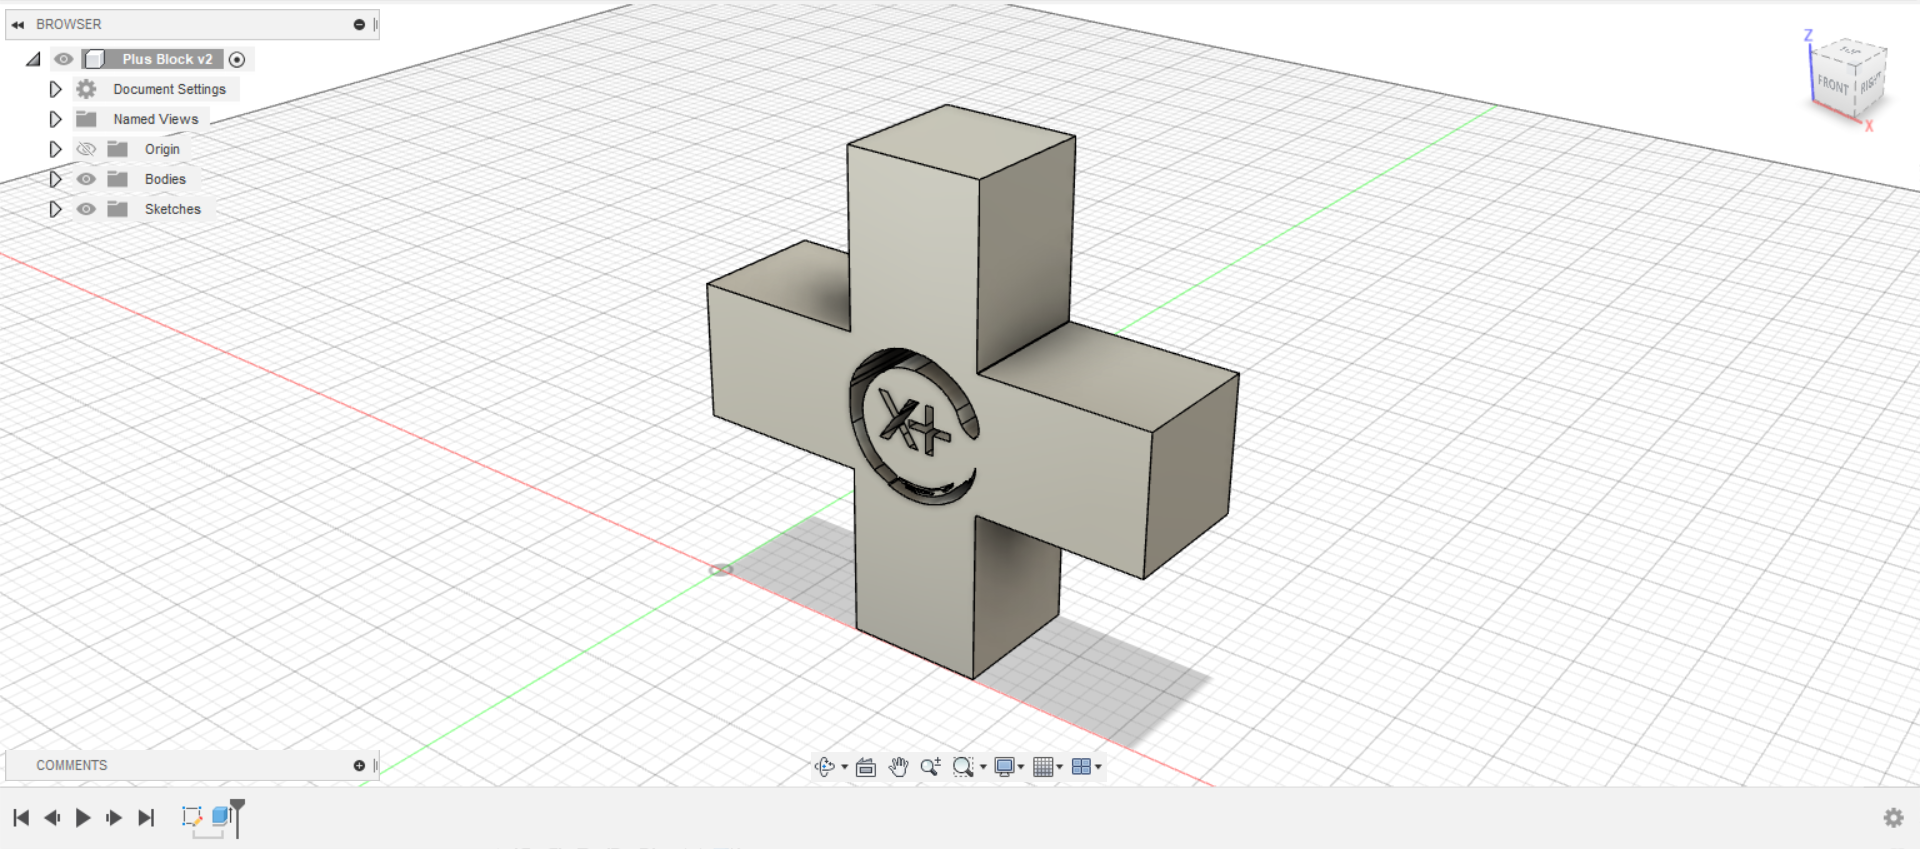 BROWSER
Plus Block v2
Document Settings
Named Views
Origin
Bodies
Sketches
Z
TOP
FRONT
RIGHT
X
X+
COMMENTS